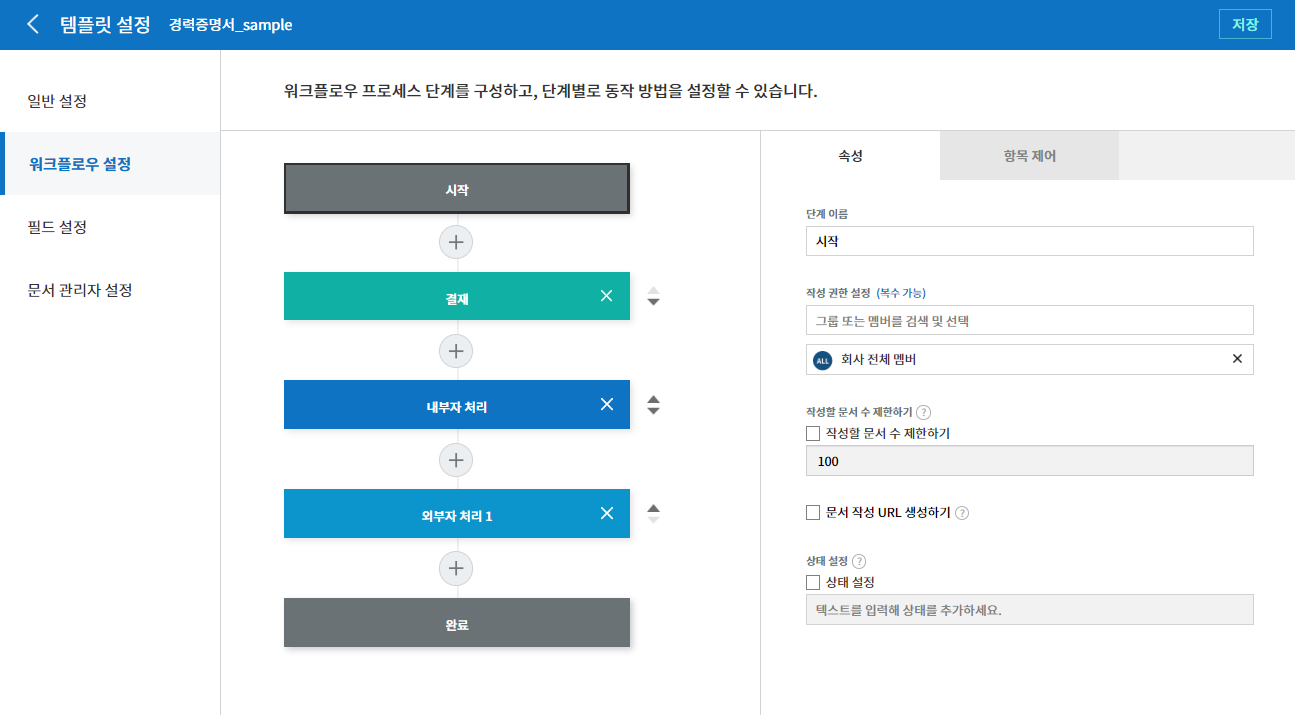 템플릿 설정 경력증명서_sample 저장
일반 설정
워크플로우 설정
필드 설정
문서 관리자 설정
워크플로우 프로세스 단계를 구성하고, 단계별로 동작 방법을 설정할 수 있습니다.
시작
결재
내부자 처리
외부자 처리 1
완료
속성 항목 제어
단계 이름
시작
작성 권한 설정 (복수 가능)
그룹 또는 멤버를 검색 및 선택
ALL 회사 전체 멤버
작성할 문서 수 제한하기 ?
작성할 문서 수 제한하기
100
문서 작성 URL 생성하기 ?
상태 설정 ?
상태 설정
텍스트를 입력해 상태를 추가하세요.